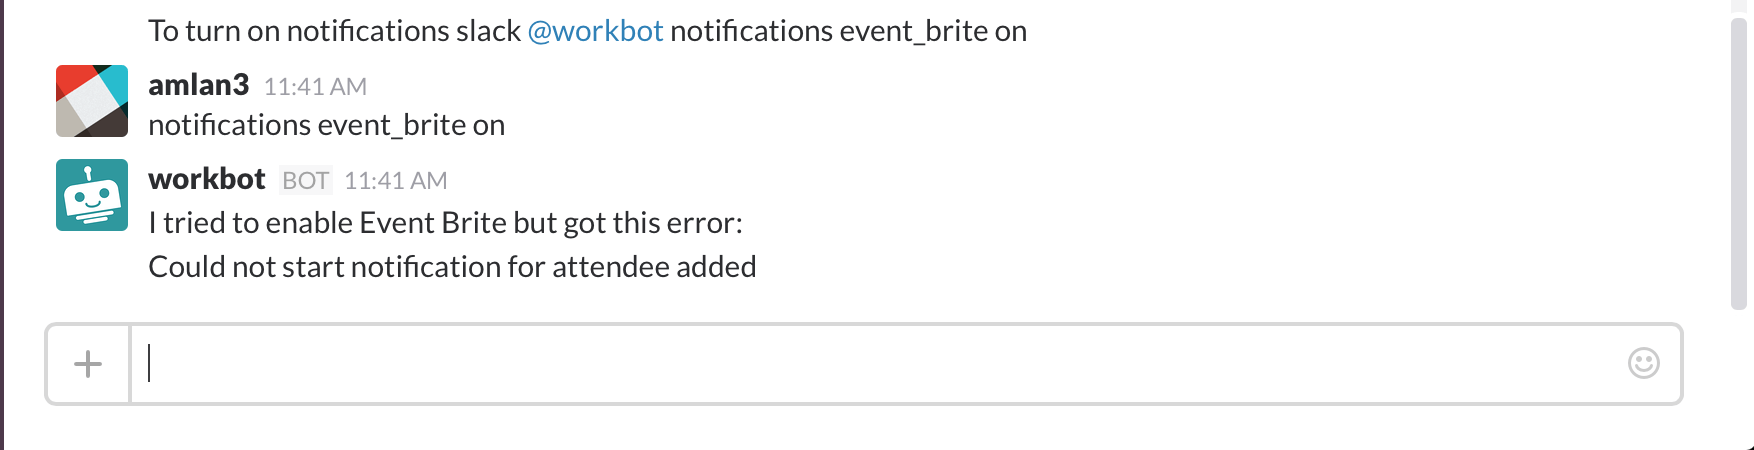 To turn on notifications slack @workbot notifications event_brite on
amlan3 11:41 AM
notifications event_brite on
workbot BOT 11:41 AM
I tried to enable Event Brite but got this error:
Could not start notification for attendee added